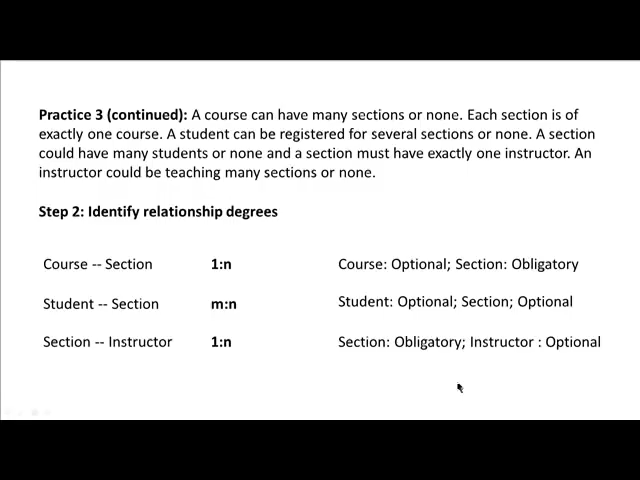 Practice 3 (continued): A course can have many sections or none. Each section is of
exactly one course. A student can be registered for several sections or none. A section
could have many students or none and a section must have exactly one instructor. An
instructor could be teaching many sections or none.
Step 2: Identify relationship degrees
Course -- Section 1:n Course: Optional; Section: Obligatory
Student -- Section m:n Student: Optional; Section; Optional
Section -- Instructor 1:n Section: Obligatory; Instructor : Optional